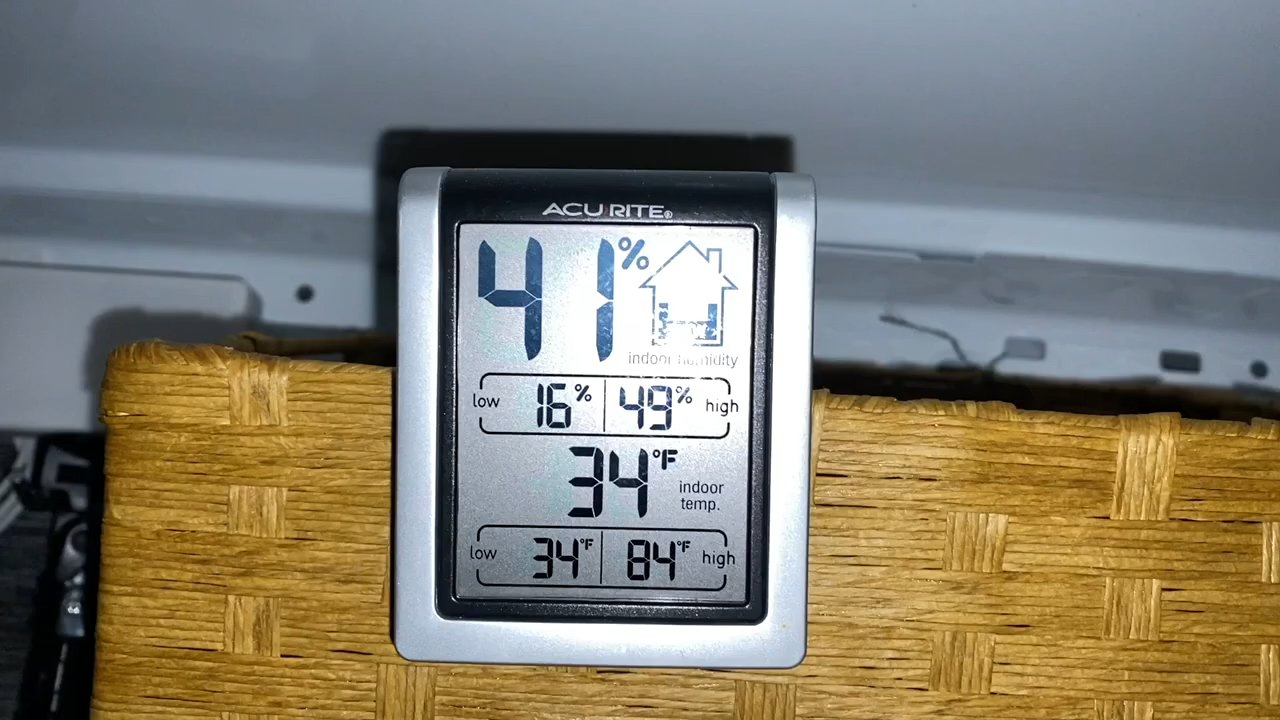 ACU RITE®
41%
indoor humidity
low 16% 49% high
34°F
indoor
temp.
low 34°F 84°F high